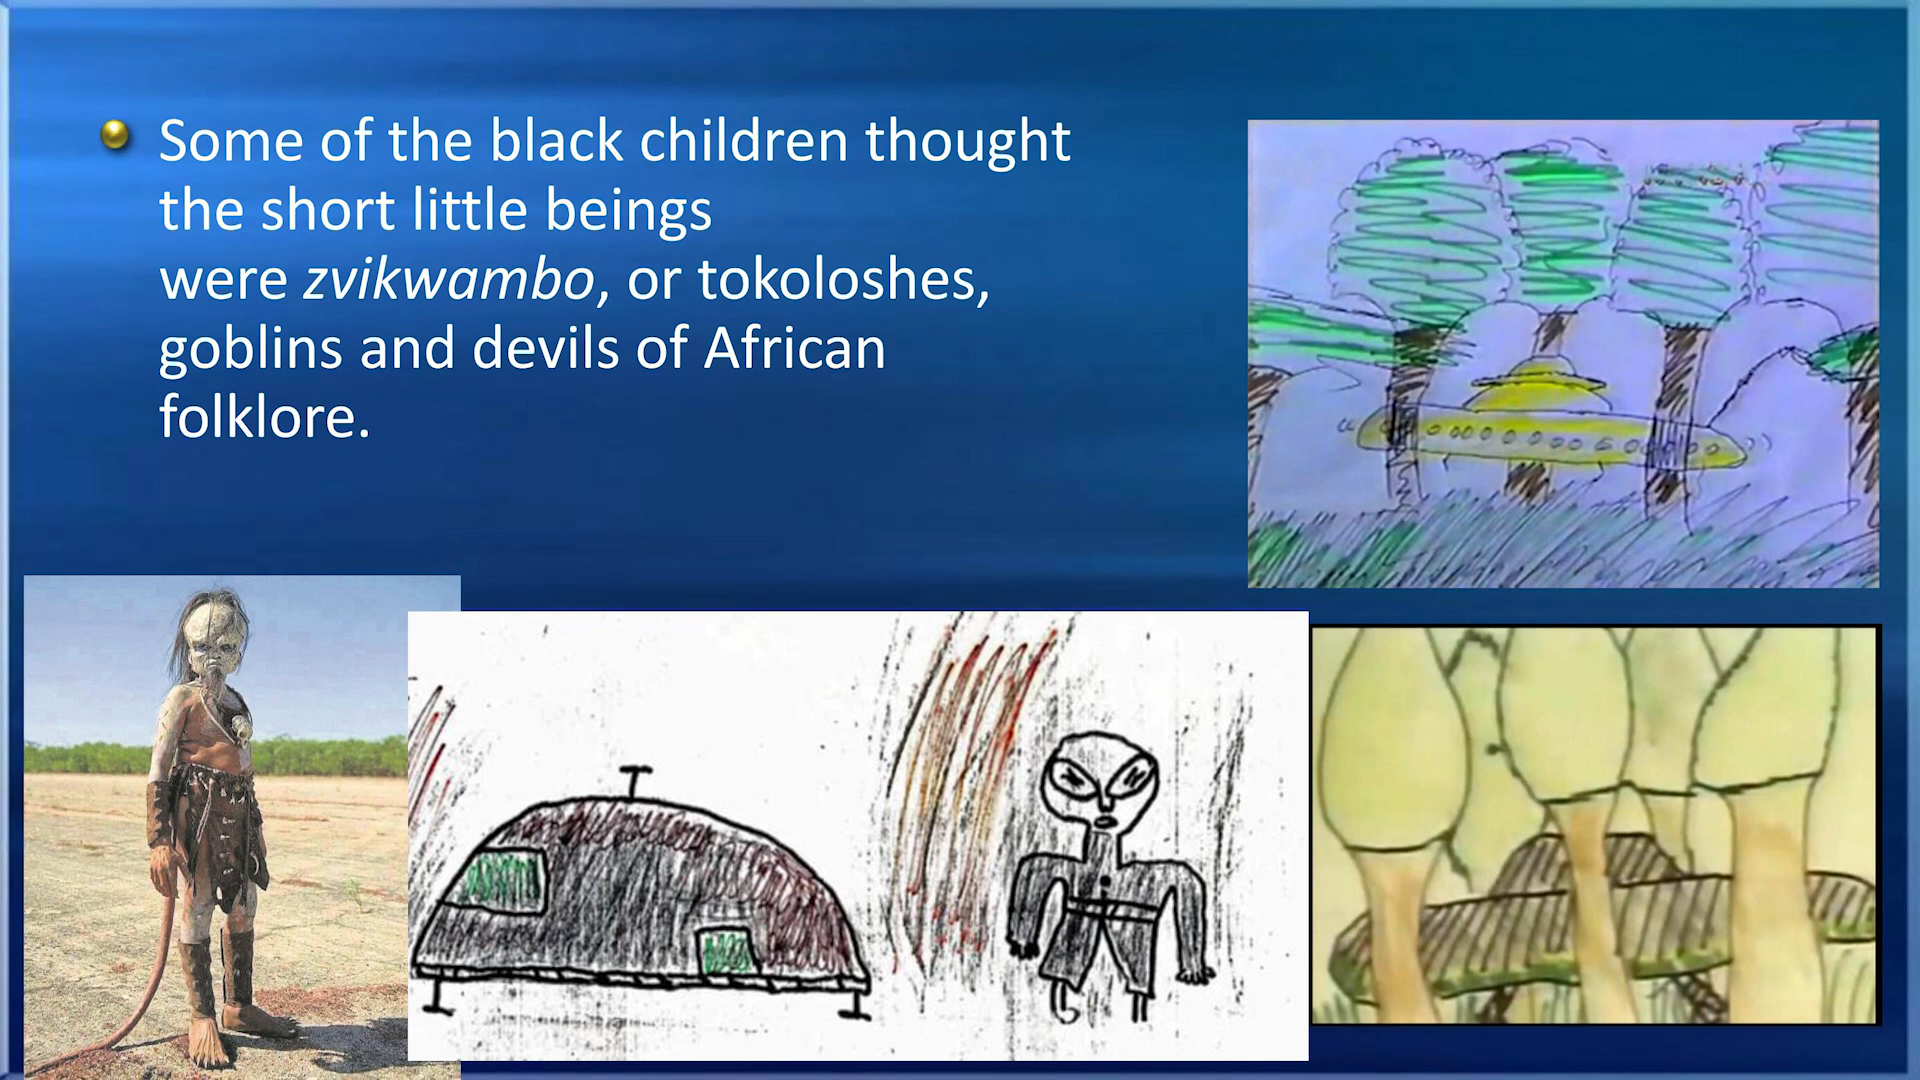 Some of the black children thought
the short little beings
were zvikwambo, or tokoloshes,
goblins and devils of African
folklore.